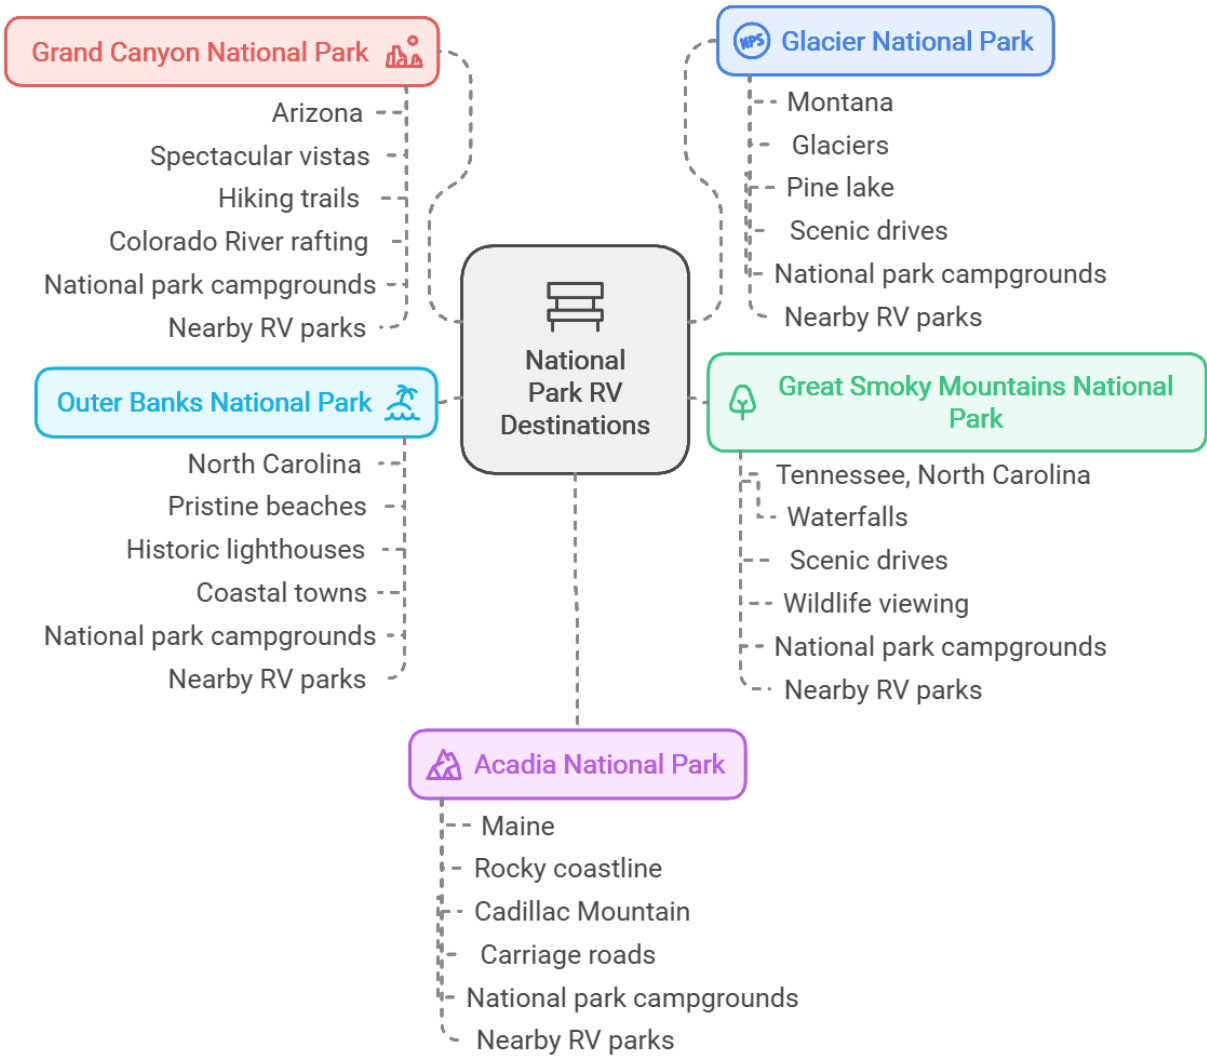 Grand Canyon National Park
Arizona
Spectacular vistas
Hiking trails
Colorado River rafting
National park campgrounds
Nearby RV parks
NPS
Glacier National Park
Montana
Glaciers
Pine lake
Scenic drives
National park campgrounds
Nearby RV parks
National
Park RV
Destinations
Outer Banks National Park
North Carolina
Pristine beaches
Historic lighthouses
Coastal towns
National park campgrounds
Nearby RV parks
Great Smoky Mountains National
Park
Tennessee, North Carolina
Waterfalls
Scenic drives
Wildlife viewing
National park campgrounds
Nearby RV parks
Acadia National Park
Maine
Rocky coastline
Cadillac Mountain
Carriage roads
National park campgrounds
Nearby RV parks